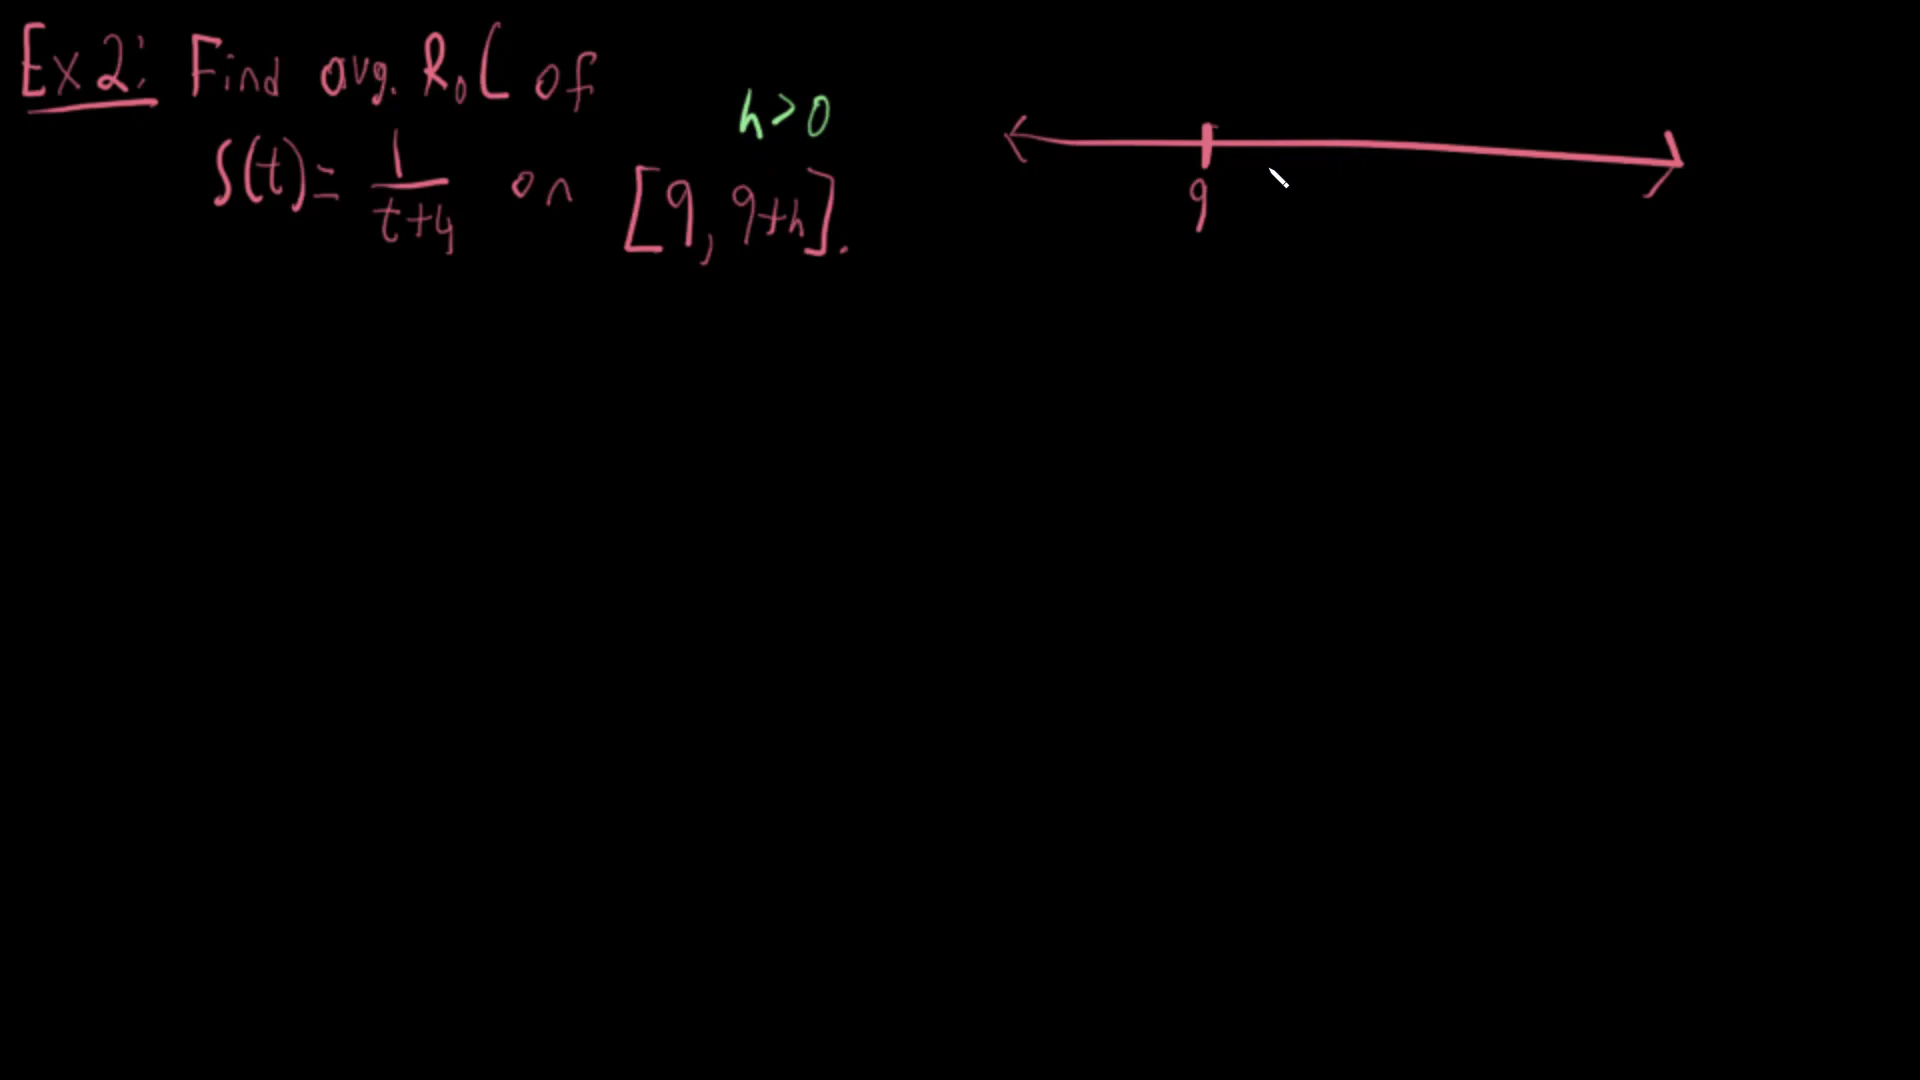 Ex 2: Find avg. RoC of
h>0
S(t)= 1/(t+4) on [9, 9+h].
9